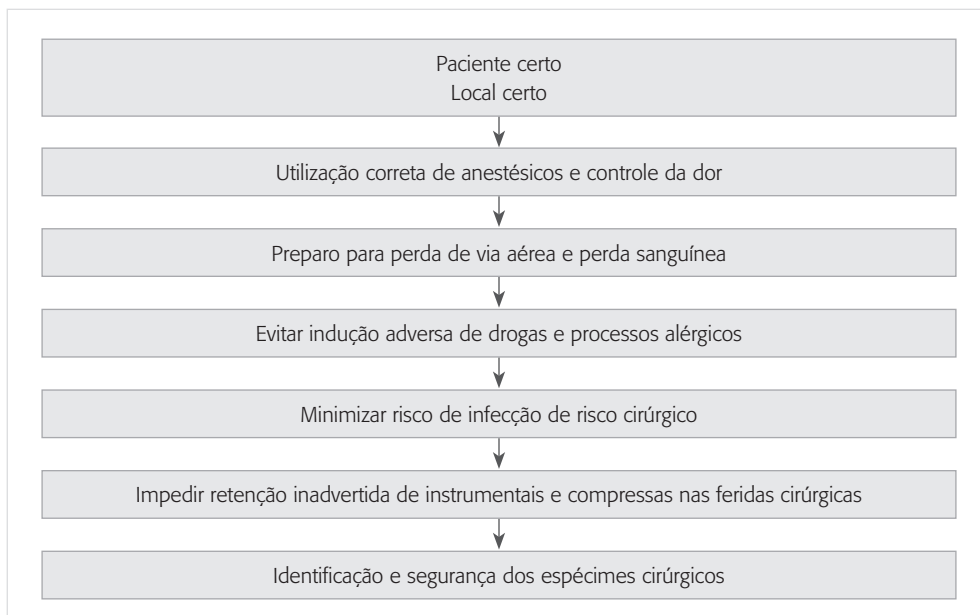 Paciente certo
Local certo
Utilização correta de anestésicos e controle da dor
Preparo para perda de via aérea e perda sanguínea
Evitar indução adversa de drogas e processos alérgicos
Minimizar risco de infecção de risco cirúrgico
Impedir retenção inadvertida de instrumentais e compressas nas feridas cirúrgicas
Identificação e segurança dos espécimes cirúrgicos